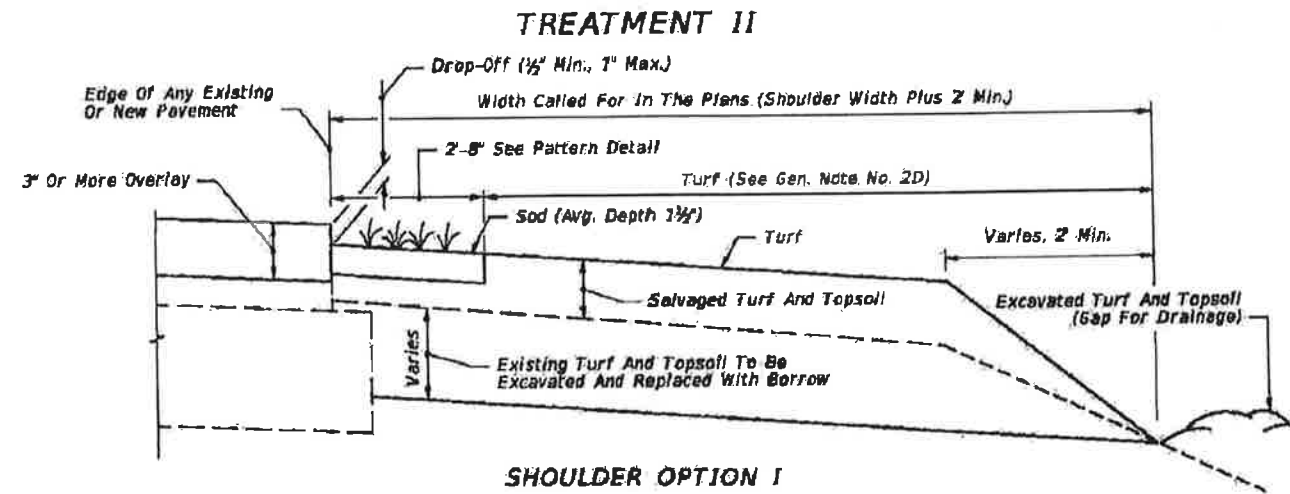 TREATMENT II
Drop-Off (½" Min., 1" Max.)
Edge Of Any Existing
Or New Pavement
Width Called For In The Plans (Shoulder Width Plus 2' Min.)
2'-8" See Pattern Detail
3" Or More Overlay
Turf (See Gen. Note No. 2D)
Sod (Avg. Depth 1½")
Turf
Varies, 2' Min.
Salvaged Turf And Topsoil
Excavated Turf And Topsoil
(Gap For Drainage)
Varies
Existing Turf And Topsoil To Be
Excavated And Replaced With Borrow
SHOULDER OPTION I